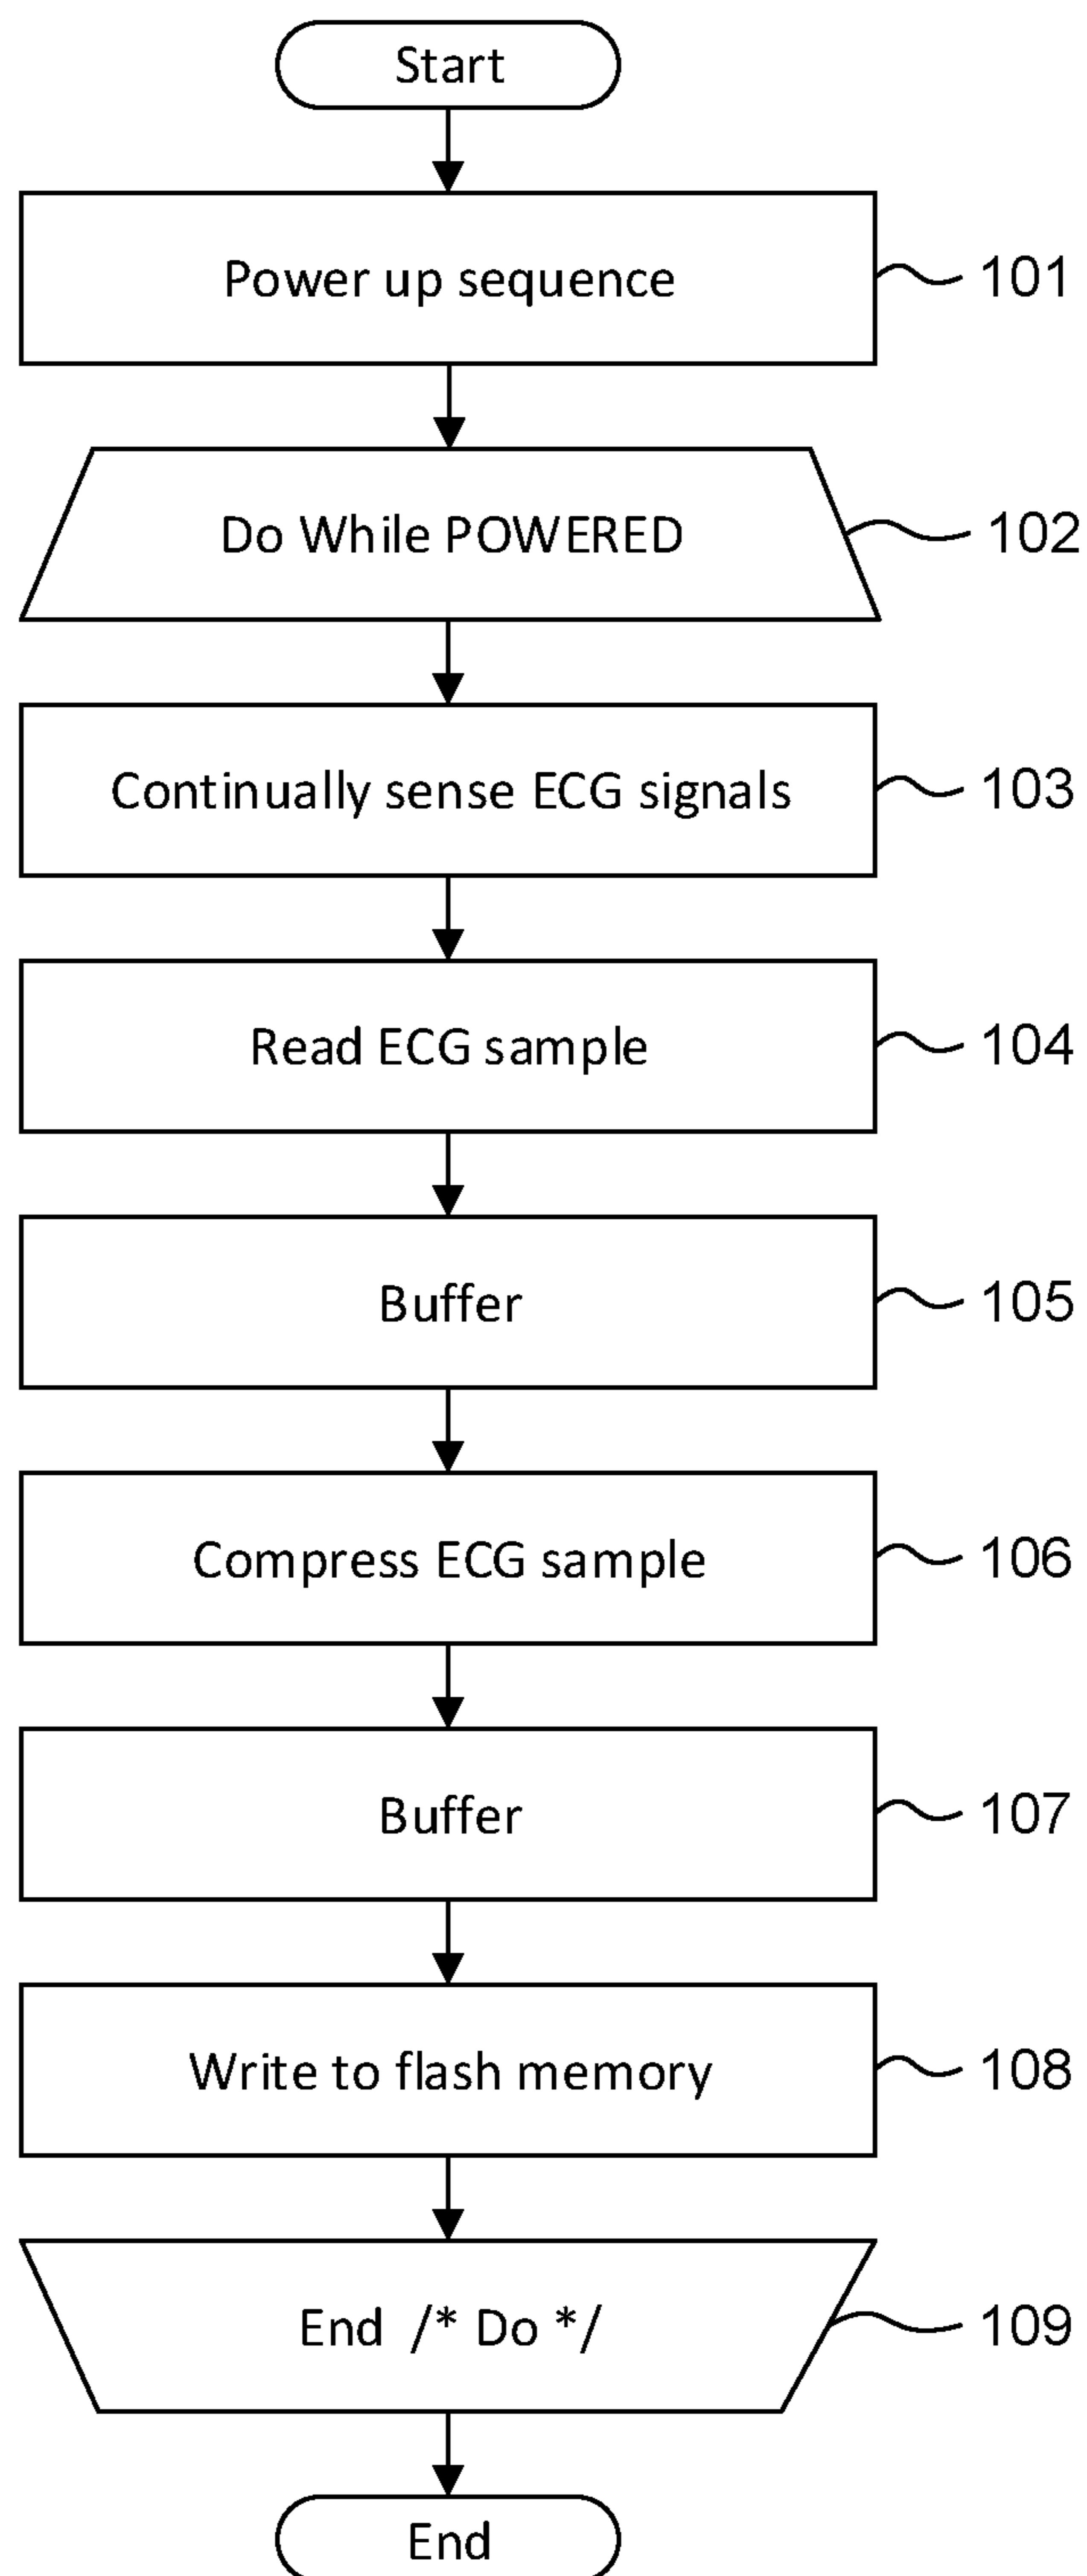 Start
Power up sequence 101
Do While POWERED 102
Continually sense ECG signals 103
Read ECG sample 104
Buffer 105
Compress ECG sample 106
Buffer 107
Write to flash memory 108
End /* Do */ 109
End